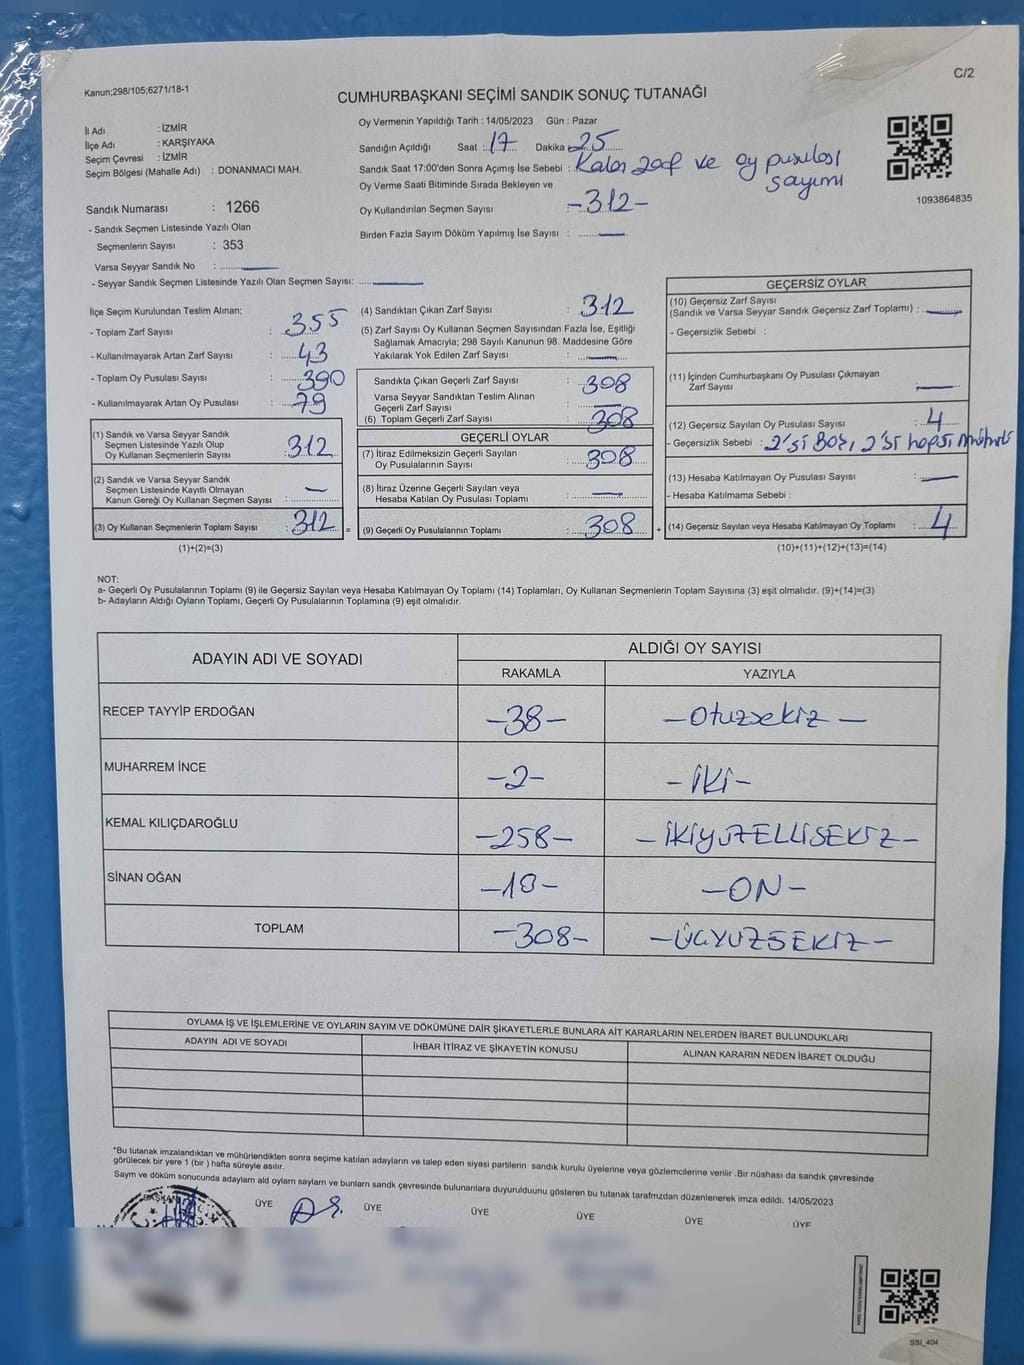 C/2
Kanun;298/105;6271/18-1
CUMHURBAŞKANI SEÇİMİ SANDIK SONUÇ TUTANAĞI
İl Adı : İZMİR
İlçe Adı : KARŞIYAKA
Seçim Çevresi : İZMİR
Seçim Bölgesi (Mahalle Adı) : DONANMACI MAH.
Sandık Numarası : 1266
- Sandık Seçmen Listesinde Yazılı Olan
Seçmenlerin Sayısı : 353
Varsa Seyyar Sandık No :
- Seyyar Sandık Seçmen Listesinde Yazılı Olan Seçmen Sayısı:
Oy Vermenin Yapıldığı Tarih : 14/05/2023 Gün : Pazar
Sandığın Açıldığı Saat : 17 Dakika 25
Sandık Saat 17:00'den Sonra Açımış İse Sebebi : Kalan zarf ve oy pusulası sayımı
Oy Verme Saati Bitiminde Sırada Bekleyen ve
Oy Kullandırılan Seçmen Sayısı -312-
Birden Fazla Sayım Döküm Yapılmış İse Sayısı :
1093864835
İlçe Seçim Kurulundan Teslim Alınan;
- Toplam Zarf Sayısı : 355
- Kullanılmayarak Artan Zarf Sayısı : 43
- Toplam Oy Pusulası Sayısı : 390
- Kullanılmayarak Artan Oy Pusulası : 79
(1) Sandık ve Varsa Seyyar Sandık
Seçmen Listesinde Yazılı Olup
Oy Kullanan Seçmenlerin Sayısı : 312
(2) Sandık ve Varsa Seyyar Sandık
Seçmen Listesinde Kayıtlı Olmayan
Kanun Gereği Oy Kullanan Seçmen Sayısı : —
(3) Oy Kullanan Seçmenlerin Toplam Sayısı : 312 =
(1)+(2)=(3)
(4) Sandıktan Çıkan Zarf Sayısı : 312
(5) Zarf Sayısı Oy Kullanan Seçmen Sayısından Fazla İse, Eşitliği
Sağlamak Amacıyla; 298 Sayılı Kanunun 98. Maddesine Göre
Yakılarak Yok Edilen Zarf Sayısı : —
Sandıkta Çıkan Geçerli Zarf Sayısı : 308
Varsa Seyyar Sandıktan Teslim Alınan
Geçerli Zarf Sayısı : —
(6) Toplam Geçerli Zarf Sayısı : 308
GEÇERLİ OYLAR
(7) İtiraz Edilmeksizin Geçerli Sayılan
Oy Pusulalarının Sayısı : 308
(8) İtiraz Üzerine Geçerli Sayılan veya
Hesaba Katılan Oy Pusulası Toplamı : —
(9) Geçerli Oy Pusulalarının Toplamı : 308 +
GEÇERSİZ OYLAR
(10) Geçersiz Zarf Sayısı
(Sandık ve Varsa Seyyar Sandık Geçersiz Zarf Toplamı) : —
- Geçersizlik Sebebi :
(11) İçinden Cumhurbaşkanı Oy Pusulası Çıkmayan
Zarf Sayısı —
(12) Geçersiz Sayılan Oy Pusulası Sayısı : 4
- Geçersizlik Sebebi : 2'si Boş, 2'si hepsi mühürlü
(13) Hesaba Katılmayan Oy Pusulası Sayısı : —
- Hesaba Katılmama Sebebi :
(14) Geçersiz Sayılan veya Hesaba Katılmayan Oy Toplamı : 4
(10)+(11)+(12)+(13)=(14)
NOT:
a- Geçerli Oy Pusulalarının Toplamı (9) ile Geçersiz Sayılan veya Hesaba Katılmayan Oy Toplamı (14) Toplamları, Oy Kullanan Seçmenlerin Toplam Sayısına (3) eşit olmalıdır. (9)+(14)=(3)
b- Adayların Aldığı Oyların Toplamı, Geçerli Oy Pusulalarının Toplamına (9) eşit olmalıdır.
ADAYIN ADI VE SOYADI ALDIĞI OY SAYISI
RAKAMLA YAZIYLA
RECEP TAYYİP ERDOĞAN -38- -Otuzsekiz-
MUHARREM İNCE -2- -İKİ-
KEMAL KILIÇDAROĞLU -258- -İKİYUZELLİSEKİZ-
SİNAN OĞAN -10- -ON-
TOPLAM -308- -ÜÇYUZSEKİZ-
OYLAMA İŞ VE İŞLEMLERİNE VE OYLARIN SAYIM VE DÖKÜMÜNE DAİR ŞİKAYETLERLE BUNLARA AİT KARARLARIN NELERDEN İBARET BULUNDUKLARI
ADAYIN ADI VE SOYADI İHBAR İTİRAZ VE ŞİKAYETİN KONUSU ALINAN KARARIN NEDEN İBARET OLDUĞU
*Bu tutanak imzalandıktan ve mühürlendikten sonra seçime katılan adayların ve talep eden siyasi partilerin sandık kurulu üyelerine veya gözlemcilerine verilir .Bir nüshası da sandık çevresinde
görülecek bir yere 1 (bir ) hafta süreyle asılır.
Sayım ve döküm sonucunda adayların ald oyların sayların ve bunların sandk çevresinde bulunanlara duyurulduunu gösteren bu tutanak tarafmzdan düzenlenerek imza edildi. 14/05/2023
BAŞKAN ÜYE ÜYE ÜYE ÜYE ÜYE ÜYE
SSI_404